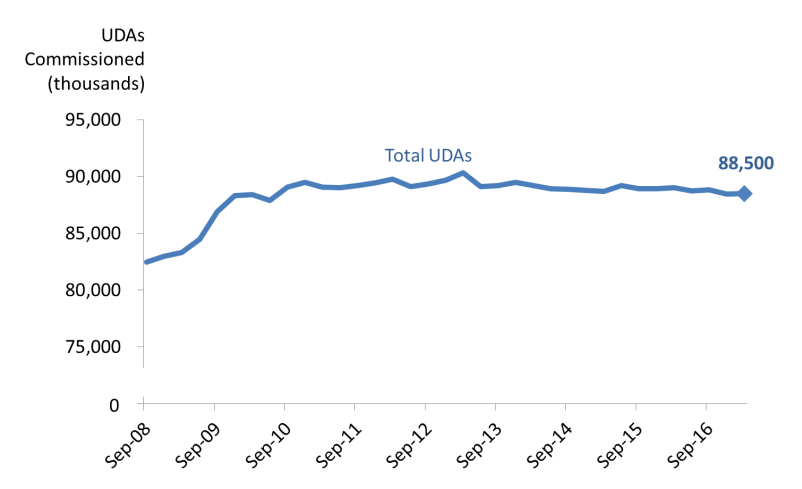 UDAs
Commissioned
(thousands)
95,000
Total UDAs
88,500
90,000
85,000
80,000
75,000
0
Sep-08
Sep-09
Sep-10
Sep-11
Sep-12
Sep-13
Sep-14
Sep-15
Sep-16